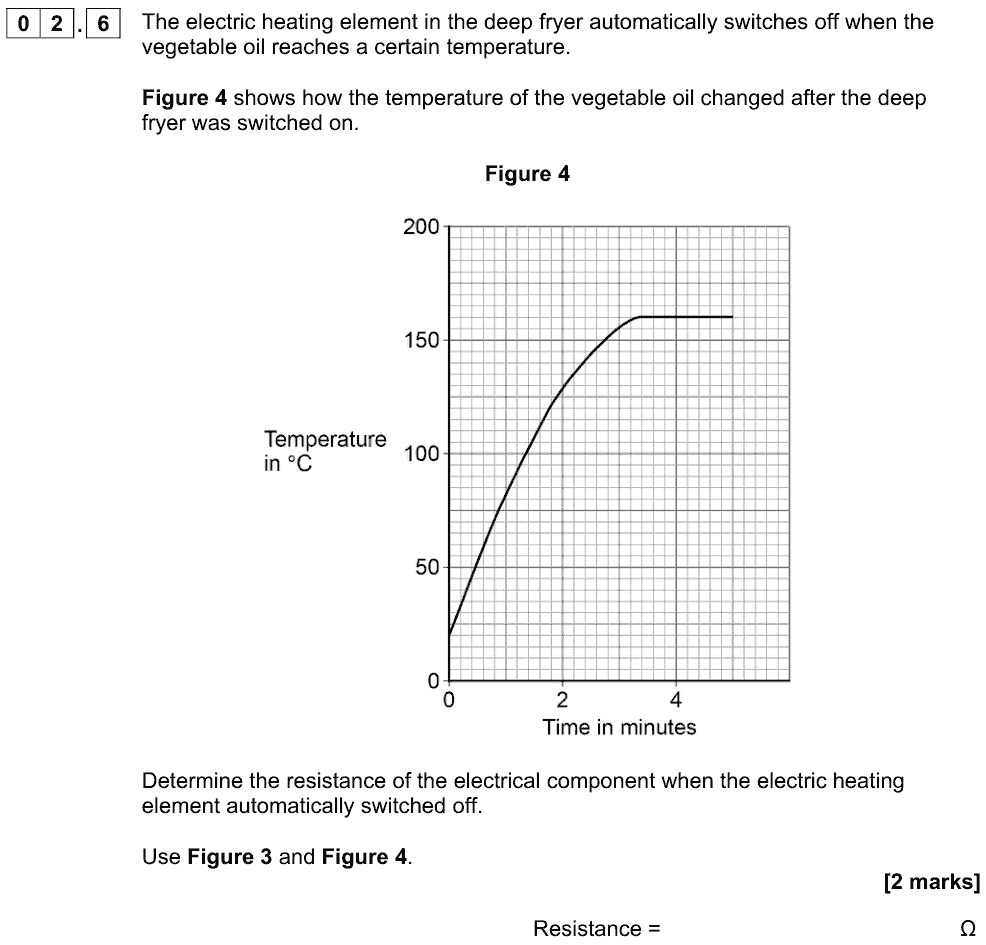 02.6 The electric heating element in the deep fryer automatically switches off when the
vegetable oil reaches a certain temperature.
Figure 4 shows how the temperature of the vegetable oil changed after the deep
fryer was switched on.
Figure 4
200
150
Temperature
in °C
100
50
0
0 2 4
Time in minutes
Determine the resistance of the electrical component when the electric heating
element automatically switched off.
Use Figure 3 and Figure 4.
[2 marks]
Resistance = Ω